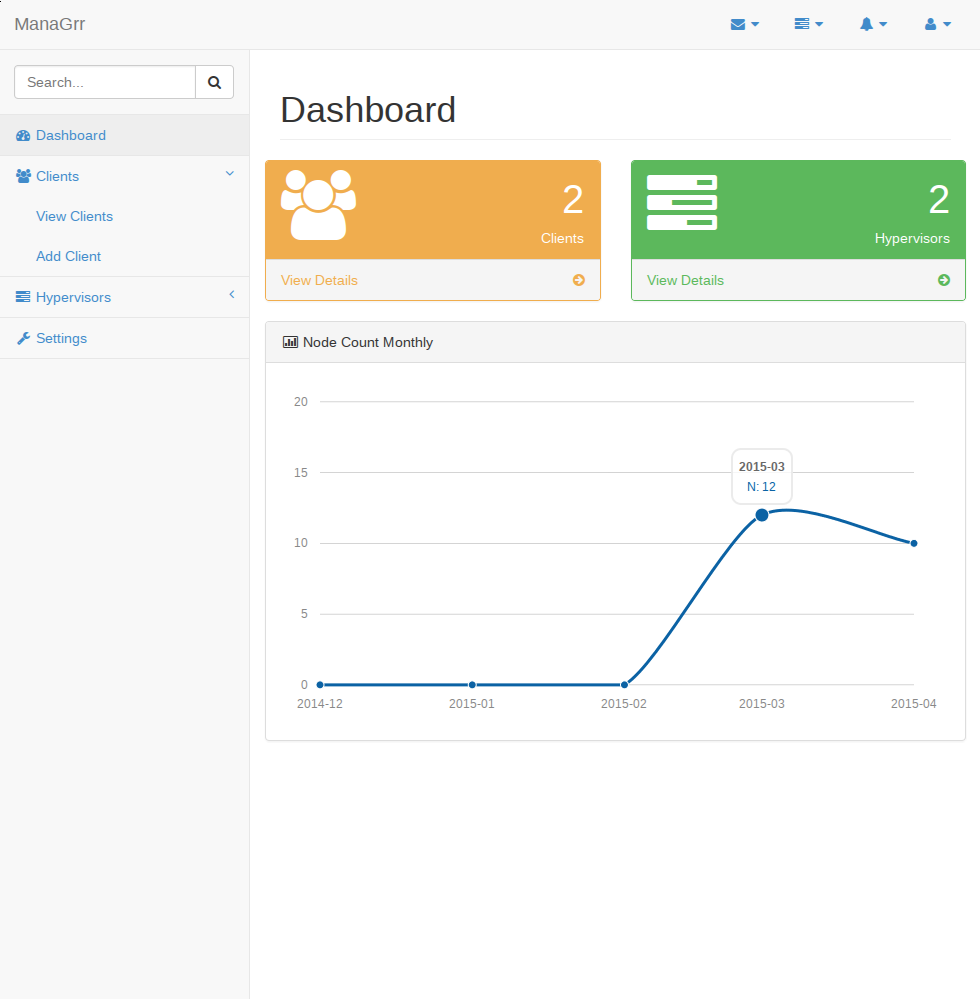 ManaGrr
Search...
Dashboard
Clients
View Clients
Add Client
Hypervisors
Settings
Dashboard
2
Clients
View Details
2
Hypervisors
View Details
Node Count Monthly
20
15
10
5
0
2015-03
N: 12
2014-12
2015-01
2015-02
2015-03
2015-04